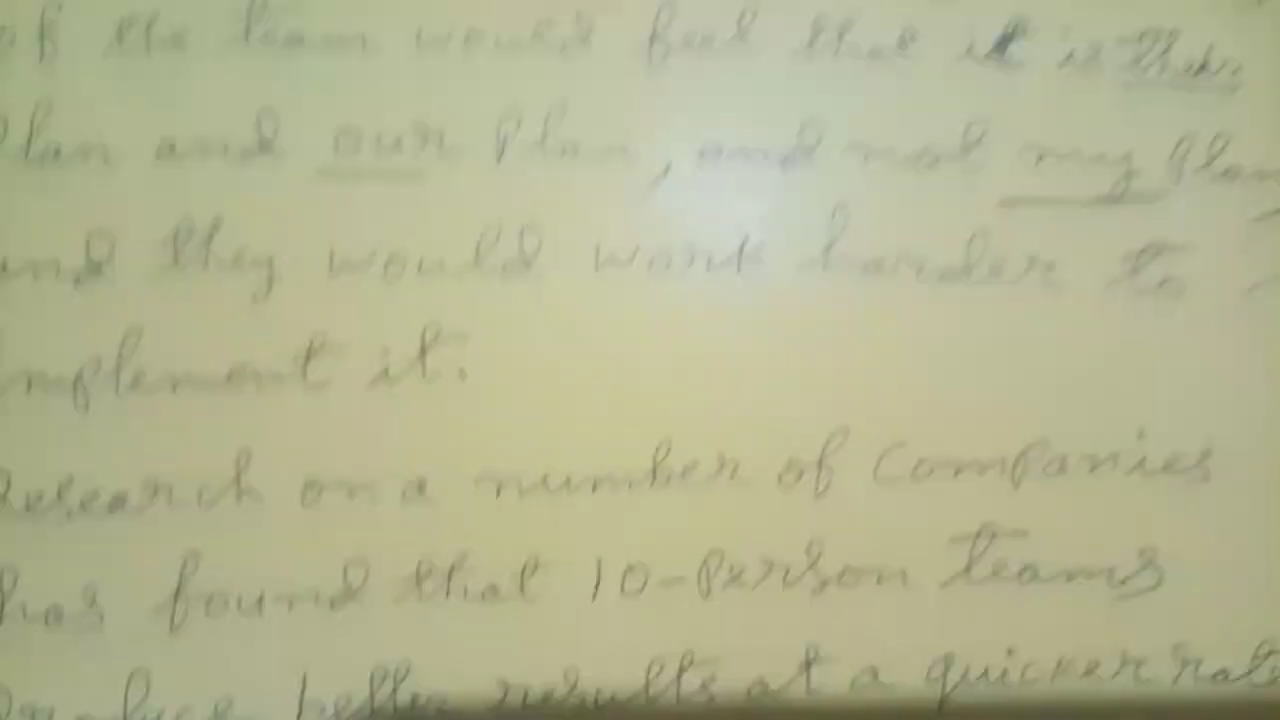 of the team would feel that it is their
plan and our plan, and not my plan,
and they would work harder to
implement it.
Research on a number of companies
has found that 10-person teams
produce better results at a quicker rate